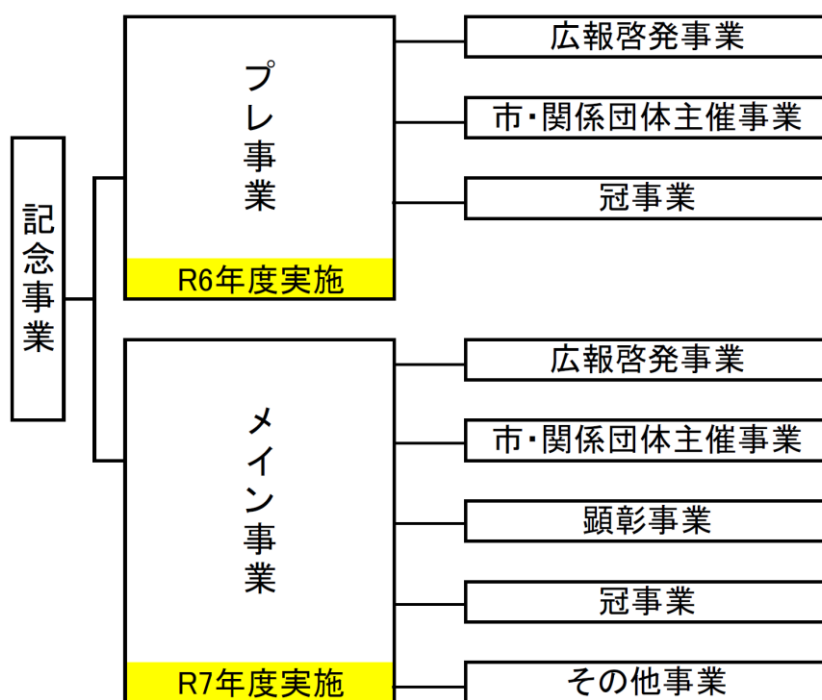 記念事業
プレ事業
R6年度実施
広報啓発事業
市・関係団体主催事業
冠事業
メイン事業
R7年度実施
広報啓発事業
市・関係団体主催事業
顕彰事業
冠事業
その他事業